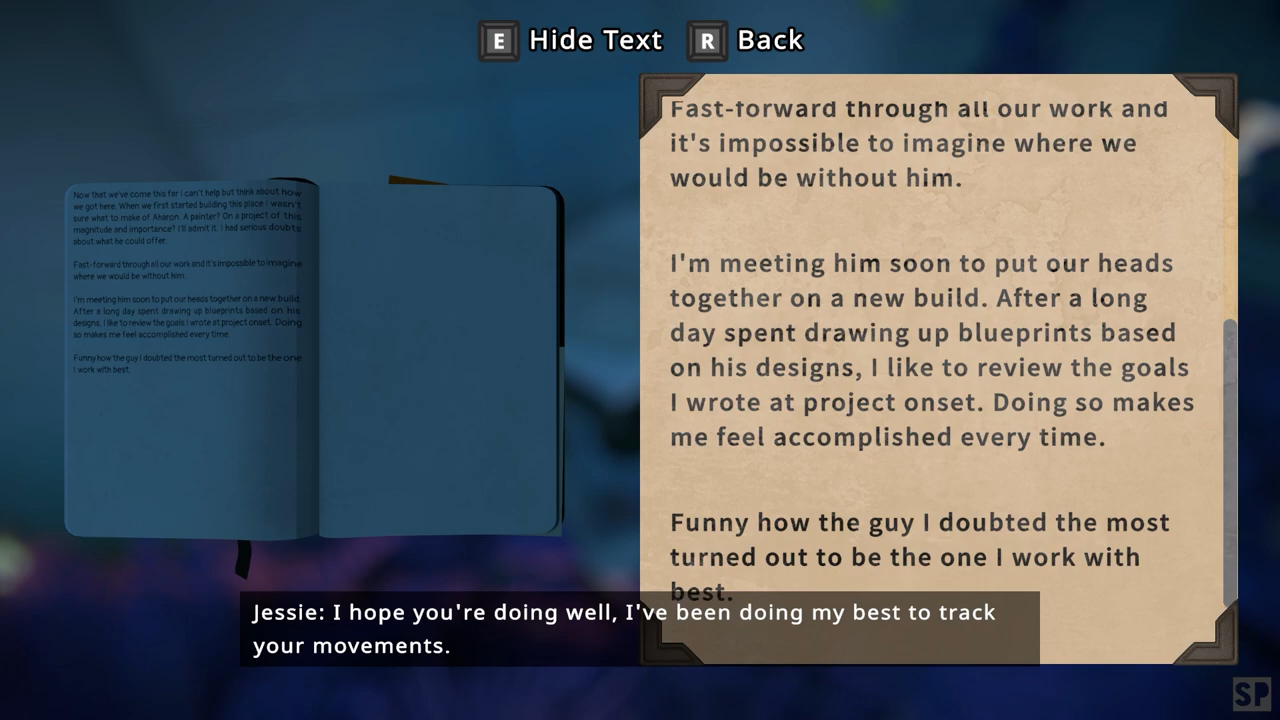 E Hide Text R Back
Now that we've come this far I can't help but think about how
we got here. When we first started building this place I wasn't
sure what to make of Aharon. A painter? On a project of this
magnitude and importance? I'll admit it. I had serious doubts
about what he could offer.
Fast-forward through all our work and it's impossible to imagine
where we would be without him.
I'm meeting him soon to put our heads together on a new build.
After a long day spent drawing up blueprints based on his
designs, I like to review the goals I wrote at project onset. Doing
so makes me feel accomplished every time.
Funny how the guy I doubted the most turned out to be the one
I work with best.
Fast-forward through all our work and
it's impossible to imagine where we
would be without him.
I'm meeting him soon to put our heads
together on a new build. After a long
day spent drawing up blueprints based
on his designs, I like to review the goals
I wrote at project onset. Doing so makes
me feel accomplished every time.
Funny how the guy I doubted the most
turned out to be the one I work with
best.
Jessie: I hope you're doing well, I've been doing my best to track
your movements.
SP